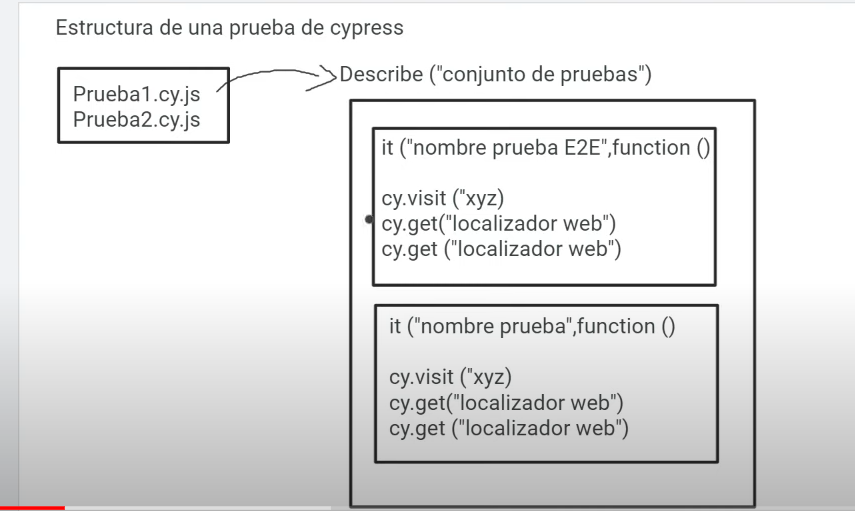 Estructura de una prueba de cypress
Prueba1.cy.js
Prueba2.cy.js
Describe ("conjunto de pruebas")
it ("nombre prueba E2E",function ()
cy.visit ("xyz)
cy.get("localizador web")
cy.get ("localizador web")
it ("nombre prueba",function ()
cy.visit ("xyz)
cy.get("localizador web")
cy.get ("localizador web")